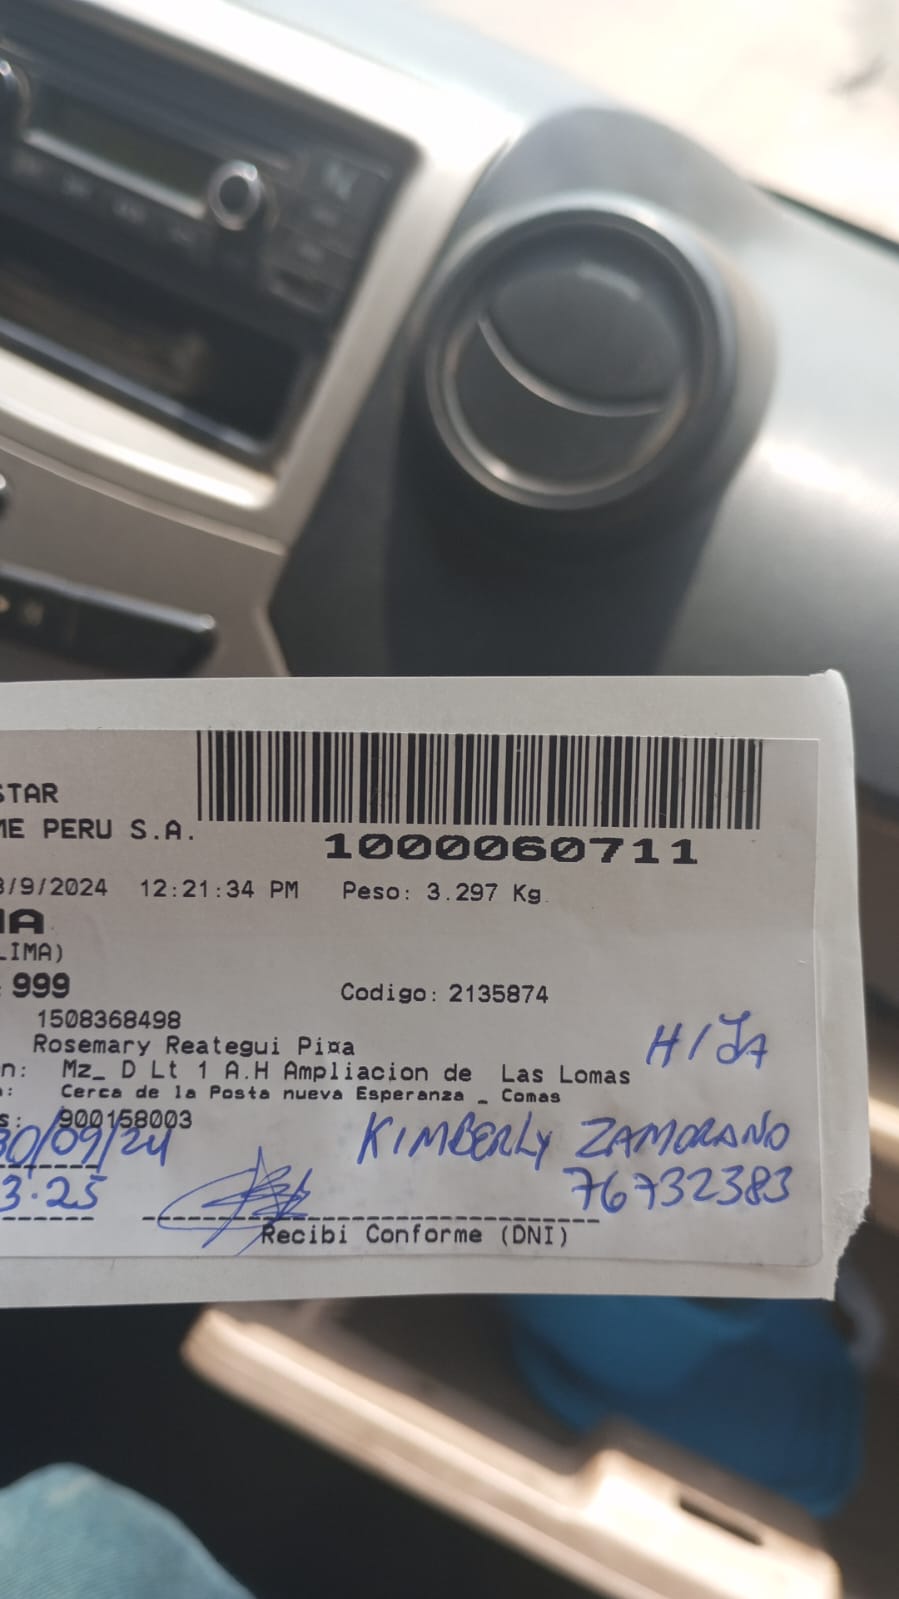 STAR
ME PERU S.A.
1000060711
3/9/2024 12:21:34 PM Peso: 3.297 Kg.
MA
LIMA)
: 999
Codigo: 2135874
1508368498
Rosemary Reategui Pi¤a
HIJA
n: Mz_ D Lt 1 A.H Ampliacion de Las Lomas
: Cerca de la Posta nueva Esperanza _ Comas
s: 900158003
30/09/24
KIMBERLY ZAMORANO
3.25
76732383
Recibi Conforme (DNI)